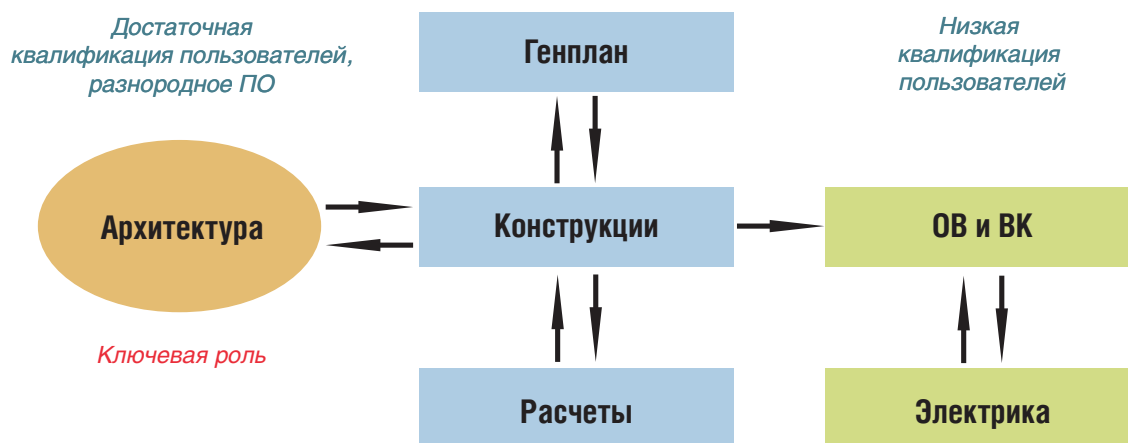 Достаточная
квалификация пользователей,
разнородное ПО
Генплан
Низкая
квалификация
пользователей
Архитектура
Конструкции
ОВ и ВК
Ключевая роль
Расчеты
Электрика